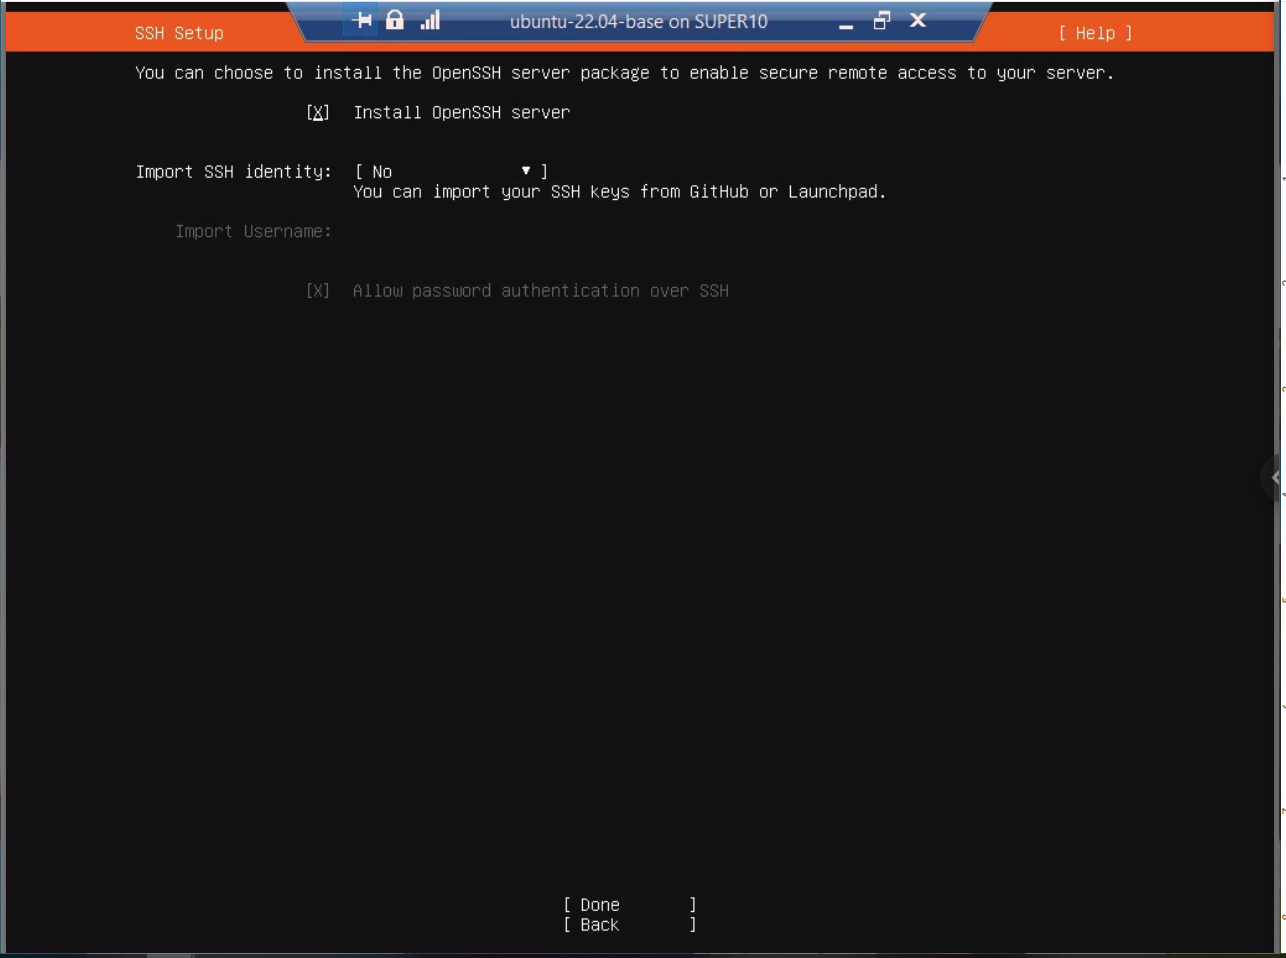 ubuntu-22.04-base on SUPER10
SSH Setup [ Help ]
You can choose to install the OpenSSH server package to enable secure remote access to your server.
[X] Install OpenSSH server
Import SSH identity: [ No ▾ ]
You can import your SSH keys from GitHub or Launchpad.
Import Username:
[X] Allow password authentication over SSH
[ Done ]
[ Back ]